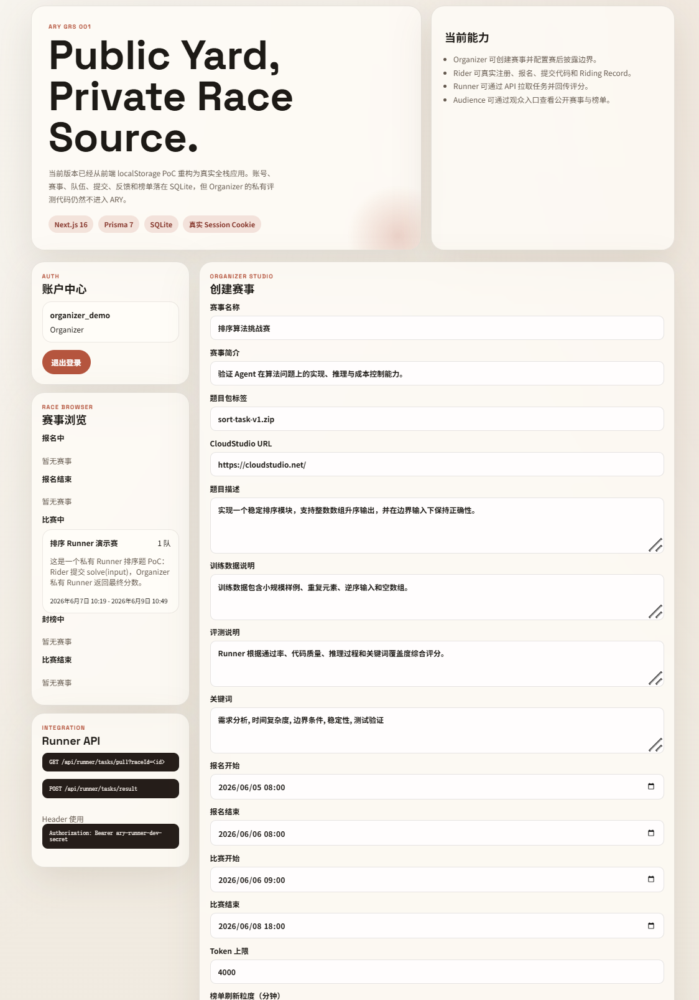 ARY GRS 001
Public Yard,
Private Race
Source.
当前版本已经从前端 localStorage PoC 重构为真实全栈应用。账号、
赛事、队伍、提交、反馈和榜单落在 SQLite，但 Organizer 的私有评
测代码仍然不进入 ARY。
Next.js 16
Prisma 7
SQLite
真实 Session Cookie
当前能力
Organizer 可创建赛事并配置赛后披露边界。
Rider 可真实注册、报名、提交代码和 Riding Record。
Runner 可通过 API 拉取任务并回传评分。
Audience 可通过观众入口查看公开赛事与榜单。
AUTH
账户中心
organizer_demo
Organizer
退出登录
RACE BROWSER
赛事浏览
报名中
暂无赛事
报名结束
暂无赛事
比赛中
排序 Runner 演示赛
1 队
这是一个私有 Runner 排序题 PoC：
Rider 提交 solve(input)，Organizer
私有 Runner 返回最终分数。
2026年6月7日 10:19 - 2026年6月9日 10:49
封榜中
暂无赛事
比赛结束
暂无赛事
INTEGRATION
Runner API
GET /api/runner/tasks/pull?raceId=<id>
POST /api/runner/tasks/result
Header 使用
Authorization: Bearer ary-runner-dev-
secret
ORGANIZER STUDIO
创建赛事
赛事名称
排序算法挑战赛
赛事简介
验证 Agent 在算法问题上的实现、推理与成本控制能力。
题目包标签
sort-task-v1.zip
CloudStudio URL
https://cloudstudio.net/
题目描述
实现一个稳定排序模块，支持整数数组升序输出，并在边界输入下保持正确性。
训练数据说明
训练数据包含小规模样例、重复元素、逆序输入和空数组。
评测说明
Runner 根据通过率、代码质量、推理过程和关键词覆盖度综合评分。
关键词
需求分析, 时间复杂度, 边界条件, 稳定性, 测试验证
报名开始
2026/06/05 08:00
报名结束
2026/06/06 08:00
比赛开始
2026/06/06 09:00
比赛结束
2026/06/08 18:00
Token 上限
4000
榜单刷新粒度（分钟）